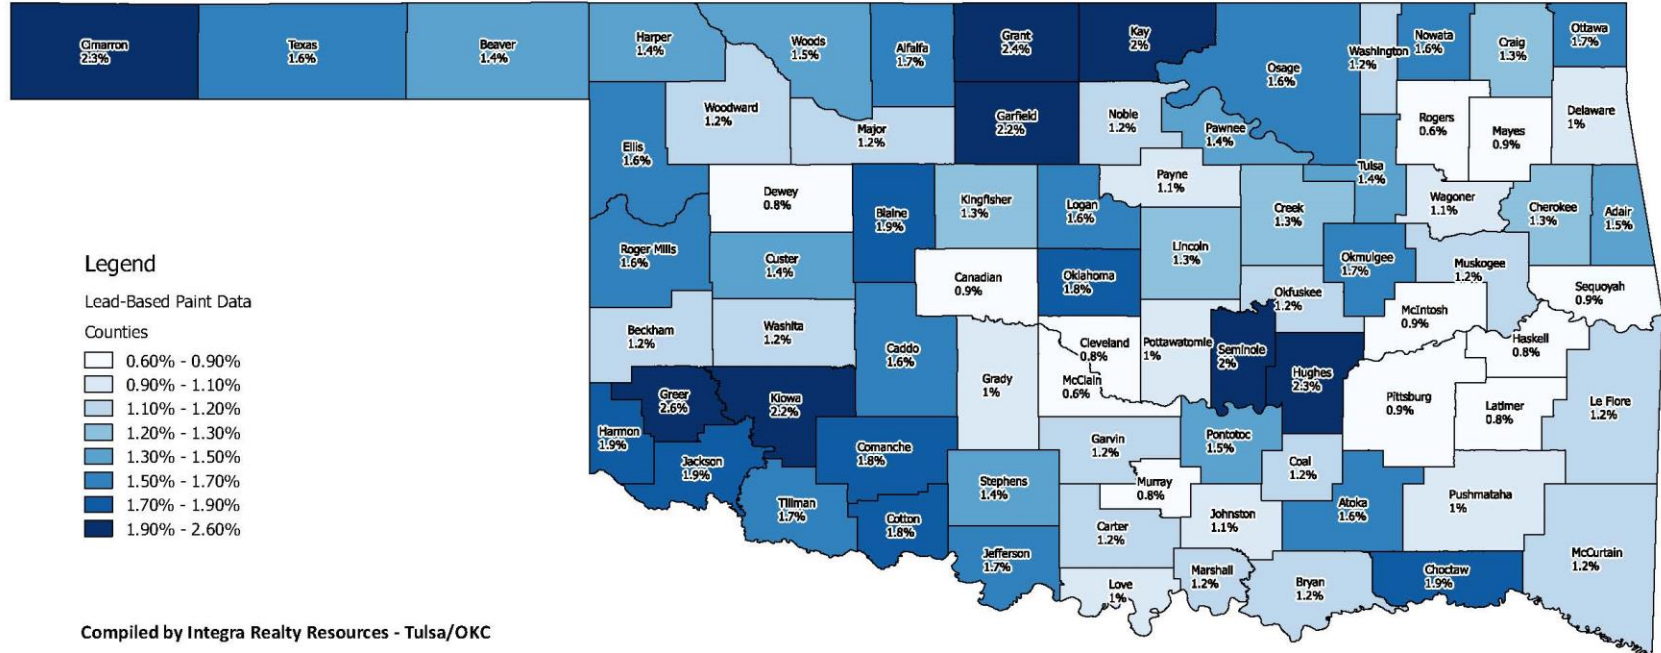 Cimarron
2.3%
Texas
1.6%
Beaver
1.4%
Harper
1.4%
Woods
1.5%
Alfalfa
1.7%
Grant
2.4%
Kay
2%
Osage
1.6%
Washington
1.2%
Nowata
1.6%
Craig
1.3%
Ottawa
1.7%
Woodward
1.2%
Major
1.2%
Garfield
2.2%
Noble
1.2%
Pawnee
1.4%
Rogers
0.6%
Mayes
0.9%
Delaware
1%
Ellis
1.6%
Dewey
0.8%
Blaine
1.9%
Kingfisher
1.3%
Logan
1.6%
Payne
1.1%
Creek
1.3%
Tulsa
1.4%
Wagoner
1.1%
Cherokee
1.3%
Adair
1.5%
Roger Mills
1.6%
Custer
1.4%
Canadian
0.9%
Oklahoma
1.8%
Lincoln
1.3%
Okmulgee
1.7%
Muskogee
1.2%
Sequoyah
0.9%
Okfuskee
1.2%
McIntosh
0.9%
Haskell
0.8%
Beckham
1.2%
Washita
1.2%
Caddo
1.6%
Grady
1%
Cleveland
0.8%
McClain
0.6%
Pottawatomie
1%
Seminole
2%
Hughes
2.3%
Pittsburg
0.9%
Latimer
0.8%
Le Flore
1.2%
Greer
2.6%
Kiowa
2.2%
Harmon
1.9%
Jackson
1.9%
Comanche
1.8%
Garvin
1.2%
Pontotoc
1.5%
Coal
1.2%
Tillman
1.7%
Cotton
1.8%
Stephens
1.4%
Murray
0.8%
Johnston
1.1%
Atoka
1.6%
Pushmataha
1%
Carter
1.2%
Jefferson
1.7%
Love
1%
Marshall
1.2%
Bryan
1.2%
Choctaw
1.9%
McCurtain
1.2%
Legend
Lead-Based Paint Data
Counties
0.60% - 0.90%
0.90% - 1.10%
1.10% - 1.20%
1.20% - 1.30%
1.30% - 1.50%
1.50% - 1.70%
1.70% - 1.90%
1.90% - 2.60%
Compiled by Integra Realty Resources - Tulsa/OKC